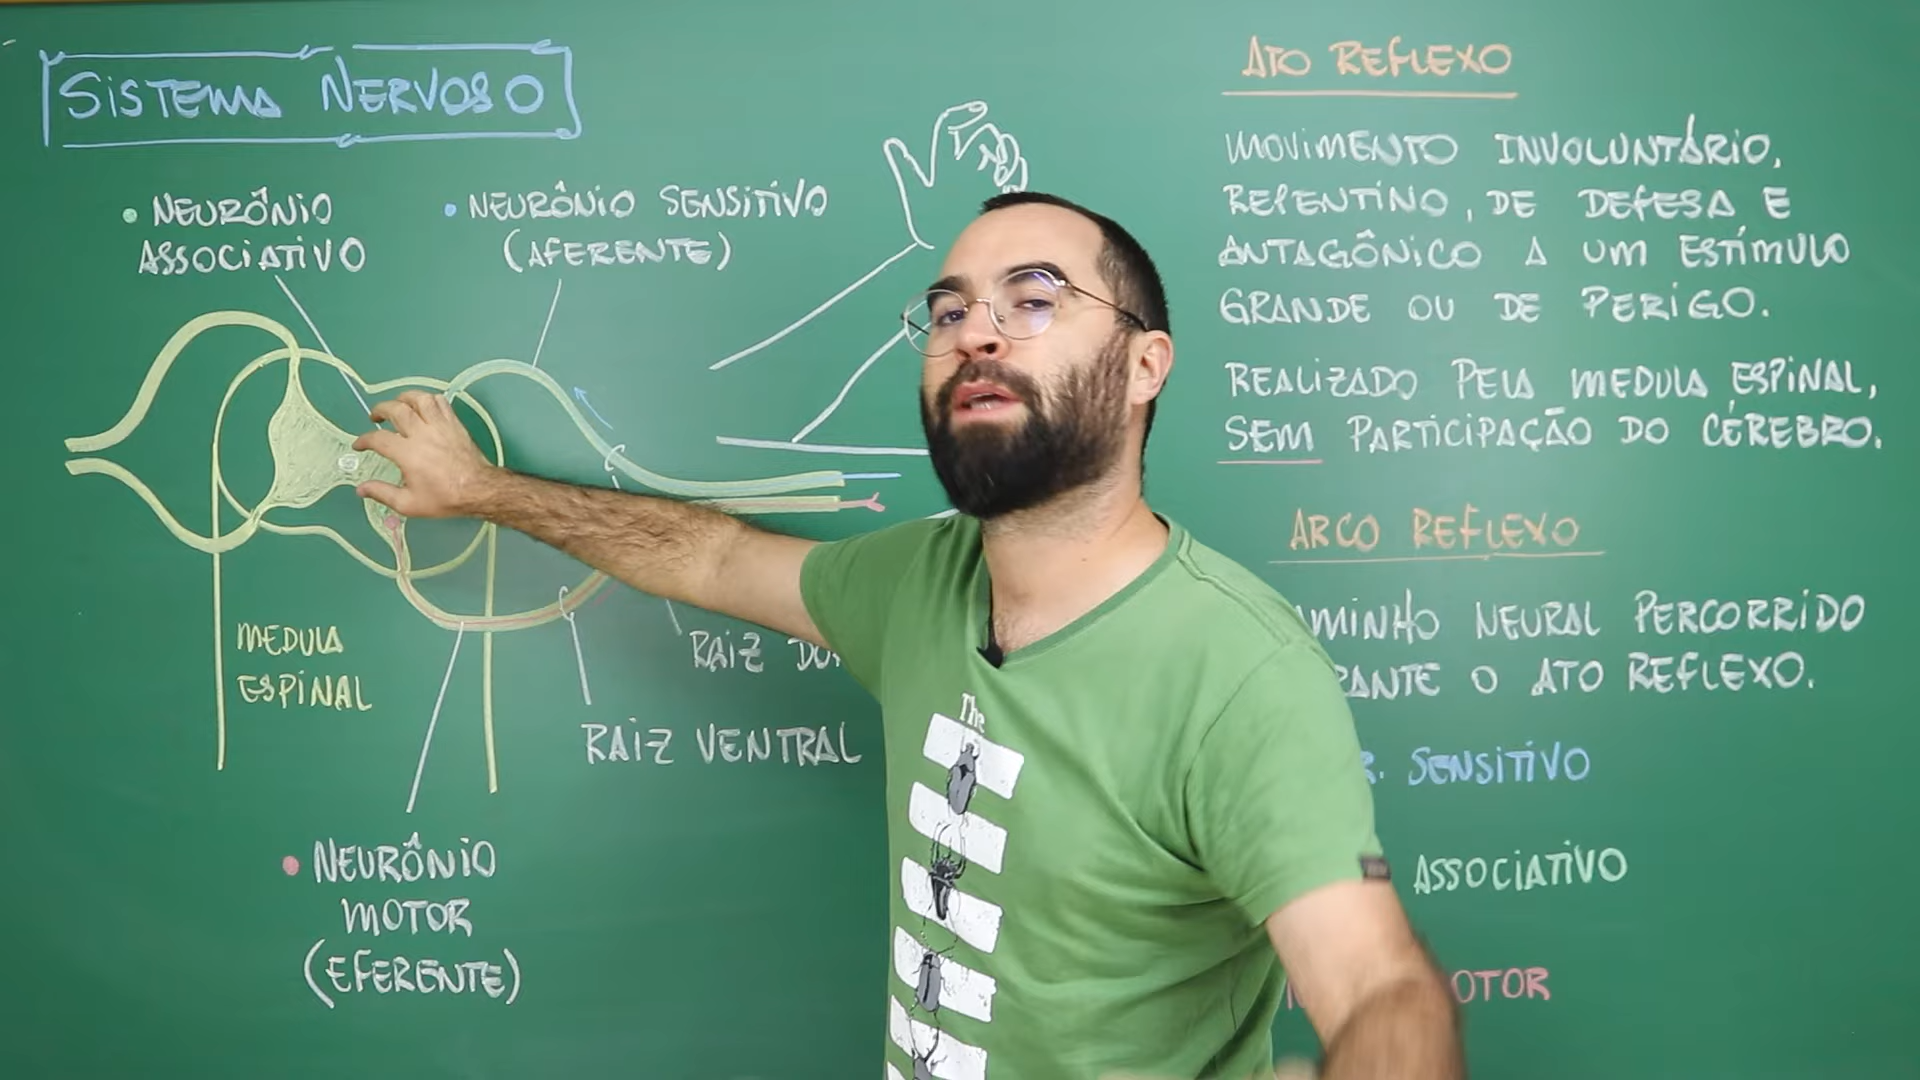 SISTEMA NERVOSO
• NEURÔNIO
ASSOCIATIVO
• NEURÔNIO SENSITIVO
(AFERENTE)
MEDULA
ESPINAL
RAIZ
RAIZ VENTRAL
• NEURÔNIO
MOTOR
(EFERENTE)
The
ATO REFLEXO
MOVIMENTO INVOLUNTÁRIO,
REPENTINO, DE DEFESA E
ANTAGÔNICO A UM ESTÍMULO
GRANDE OU DE PERIGO.
REALIZADO PELA MEDULA ESPINAL,
SEM PARTICIPAÇÃO DO CÉREBRO.
ARCO REFLEXO
NEURAL PERCORRIDO
O ATO REFLEXO.
SENSITIVO
ASSOCIATIVO